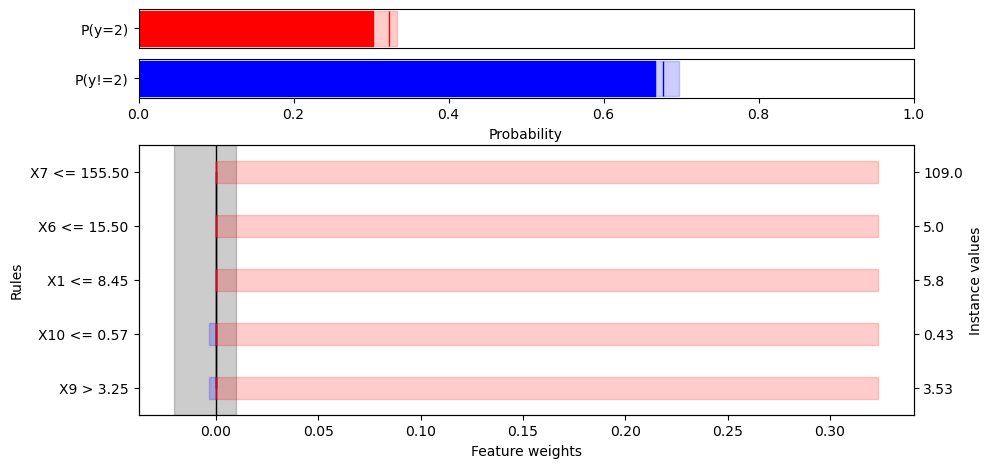 P(y=2)
P(y!=2)
0.0 0.2 0.4 0.6 0.8 1.0
Probability
X7 <= 155.50 109.0
X6 <= 15.50 5.0
X1 <= 8.45 5.8
X10 <= 0.57 0.43
X9 > 3.25 3.53
Rules
Instance values
0.00 0.05 0.10 0.15 0.20 0.25 0.30
Feature weights